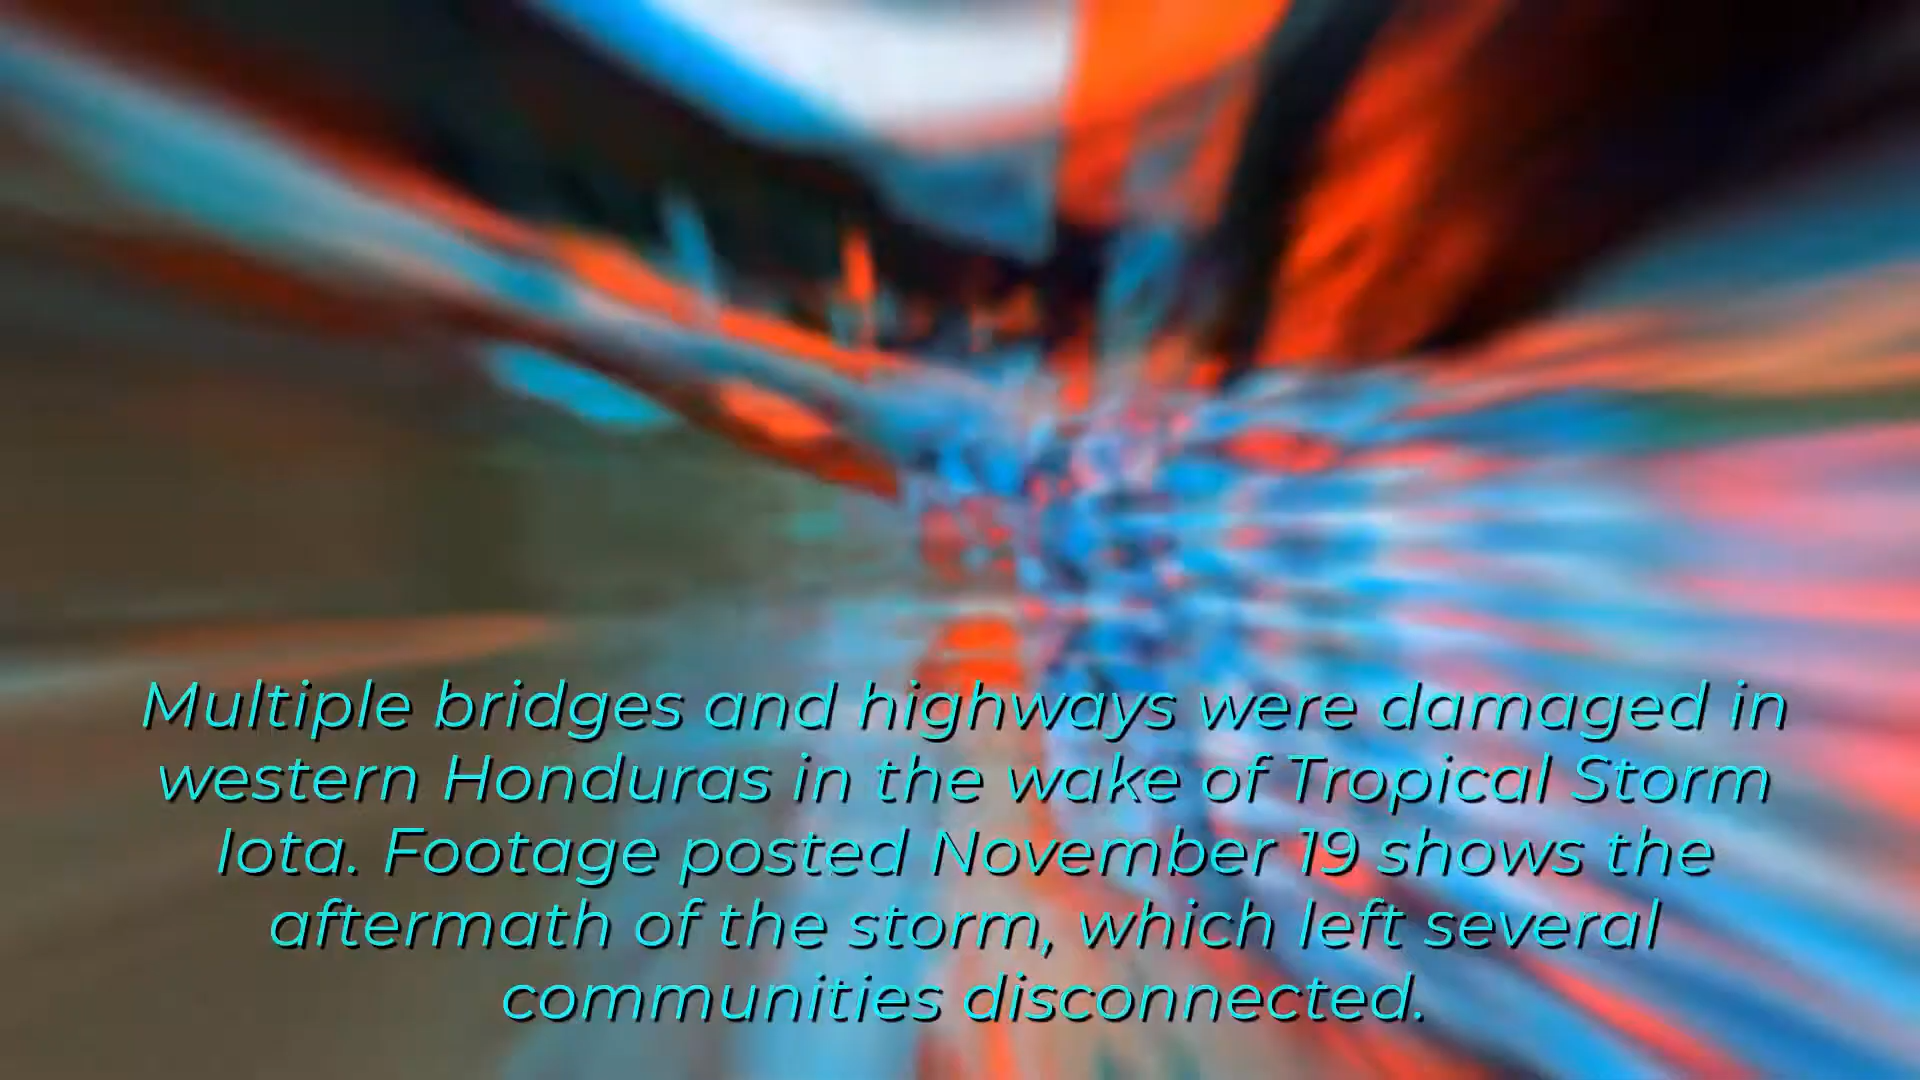 Multiple bridges and highways were damaged in
western Honduras in the wake of Tropical Storm
Iota. Footage posted November 19 shows the
aftermath of the storm, which left several
communities disconnected.